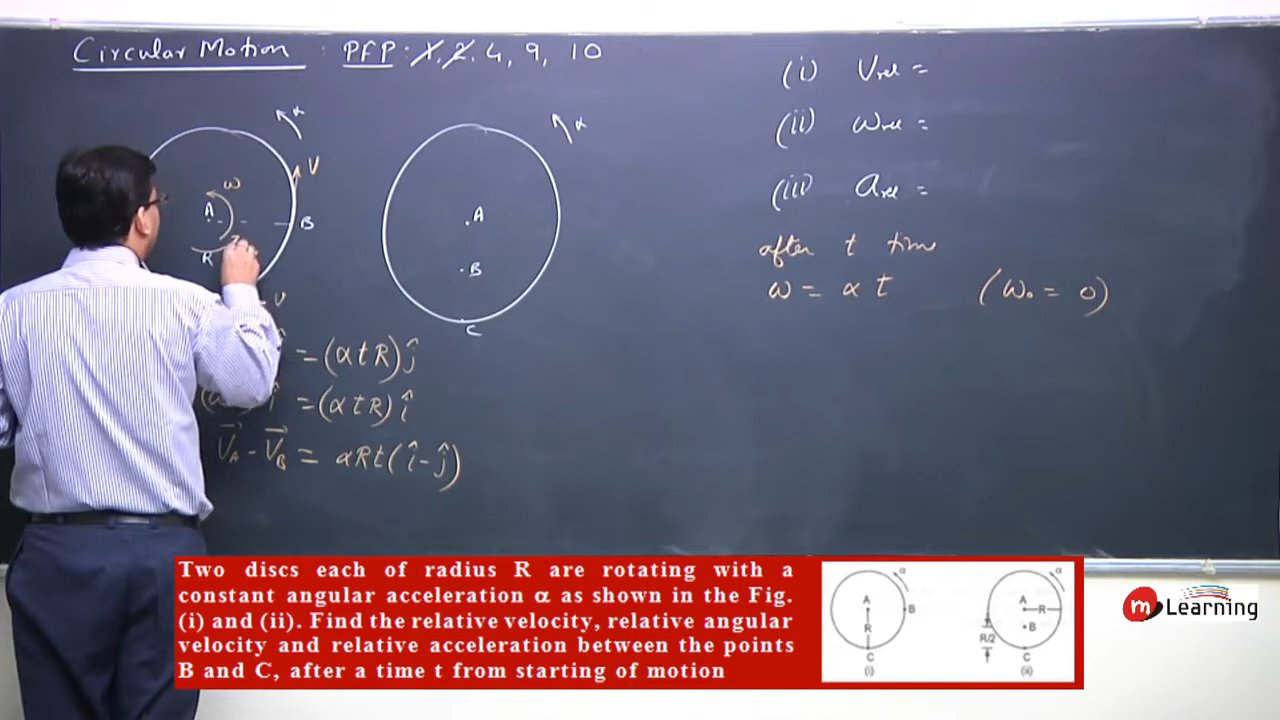 Circular Motion : PFP : 1, 2, 4, 9, 10
α
V
ω
A
B
R
V
= (α t R) ĵ
î = (α t R) î
V⃗A - V⃗B = αRt(î - ĵ)
α
A
B
C
(i) Vrel =
(ii) ωrel =
(iii) arel =
after t time
ω = α t (ω₀ = 0)
Two discs each of radius R are rotating with a
constant angular acceleration α as shown in the Fig.
(i) and (ii). Find the relative velocity, relative angular
velocity and relative acceleration between the points
B and C, after a time t from starting of motion
α
A
B
R
C
(i)
α
A
R
B
R/2
C
(ii)
m Learning